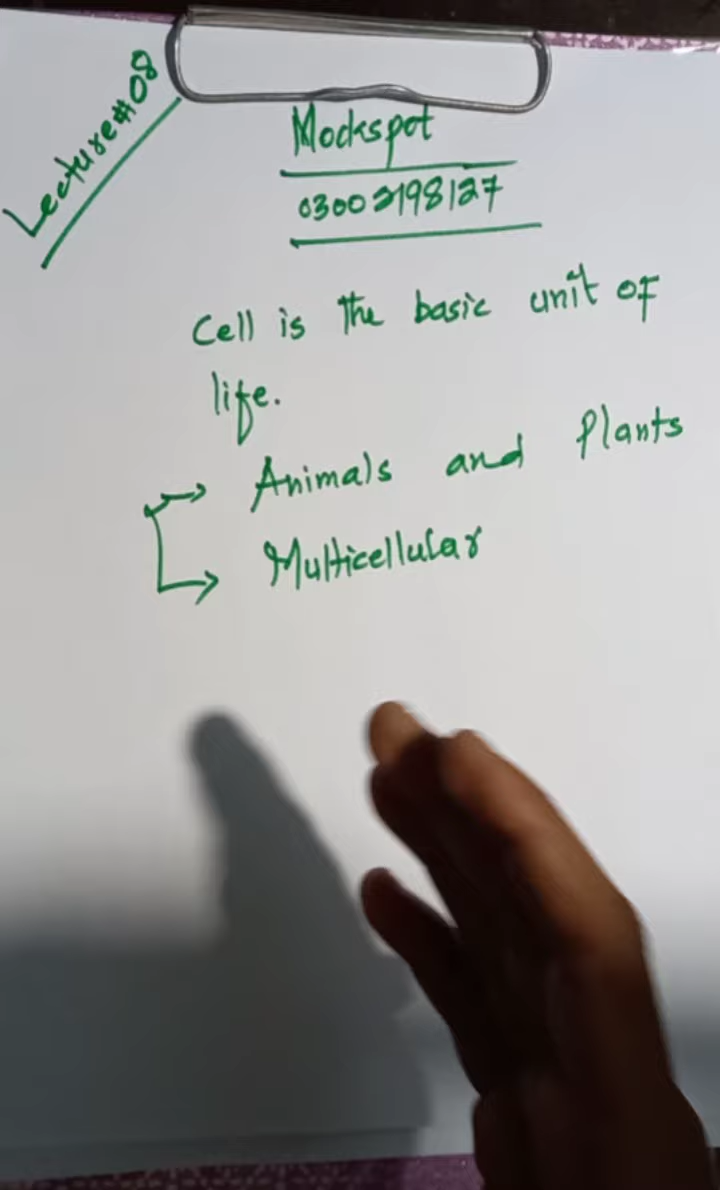 Lecture # 08
Mockspot
03002198127
Cell is the basic unit of
life.
Animals and Plants
Multicellular